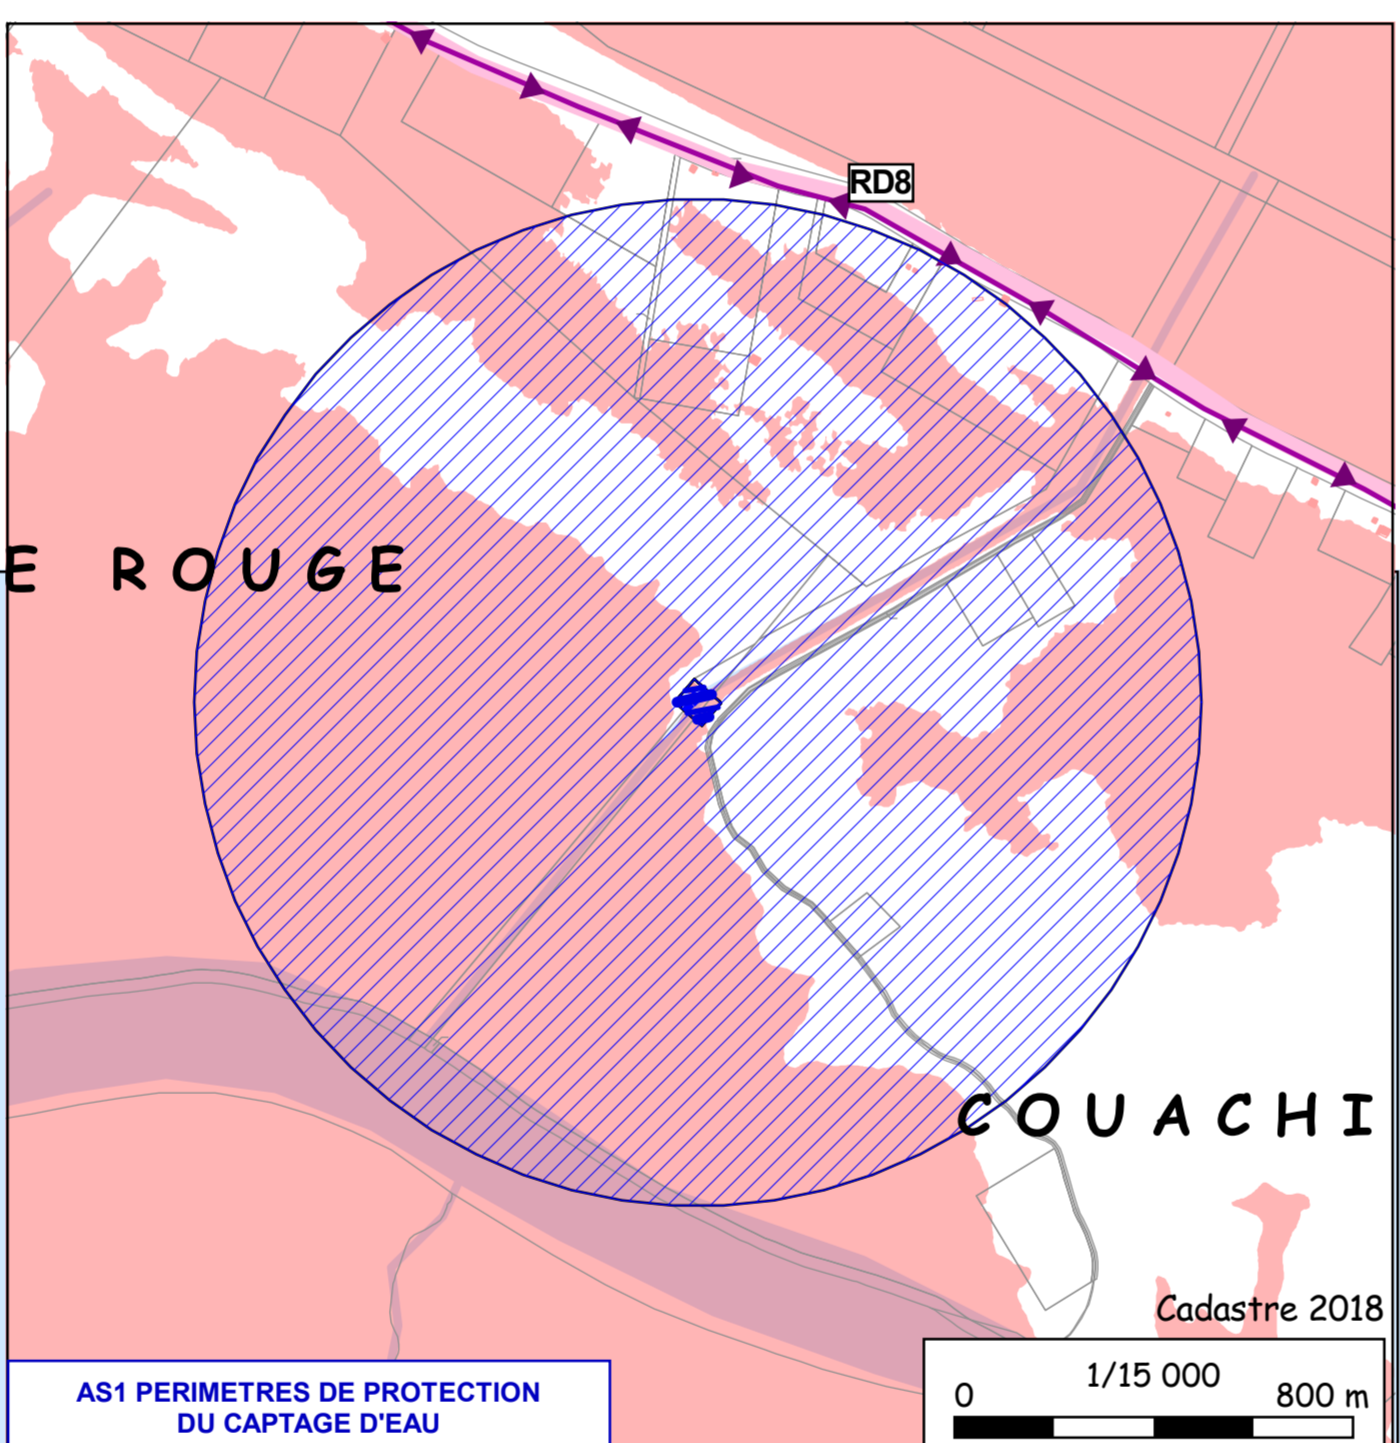 RD8
E ROUGE
COUACHI
Cadastre 2018
1/15 000
0 800 m
AS1 PERIMETRES DE PROTECTION
DU CAPTAGE D'EAU